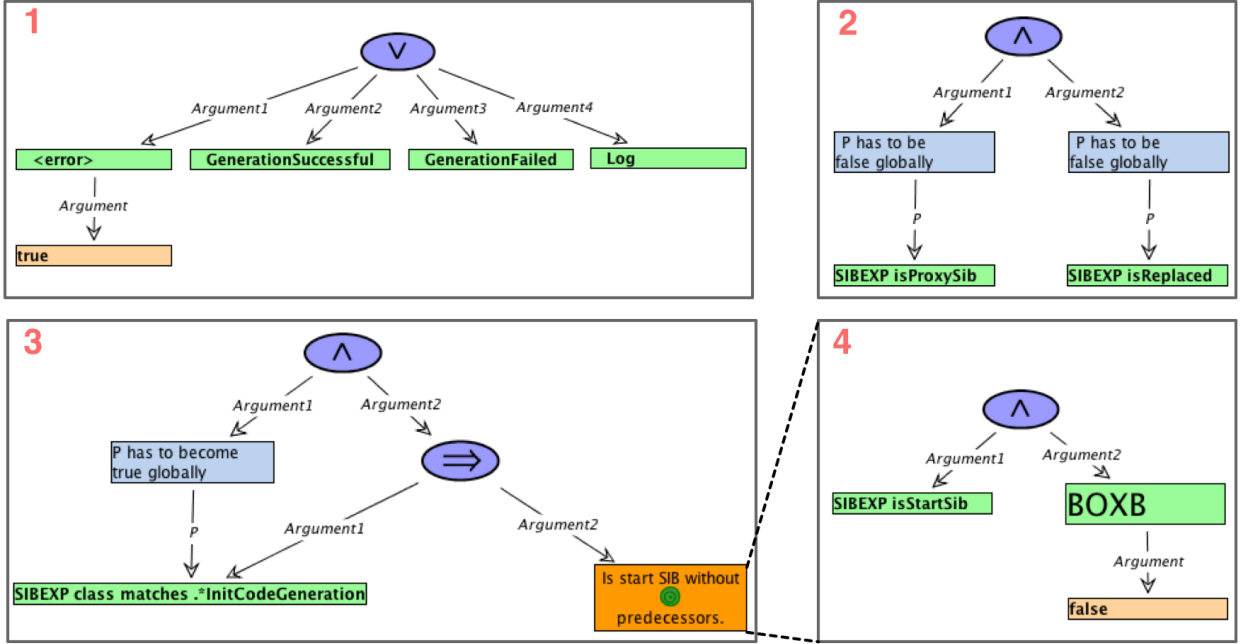 1
∨
Argument1
Argument2
Argument3
Argument4
<error>
GenerationSuccessful
GenerationFailed
Log
Argument
true
2
∧
Argument1
Argument2
P has to be
false globally
P has to be
false globally
P
P
SIBEXP isProxySib
SIBEXP isReplaced
3
∧
Argument1
Argument2
P has to become
true globally
⇒
P
Argument1
Argument2
SIBEXP class matches .*InitCodeGeneration
Is start SIB without
predecessors.
4
∧
Argument1
Argument2
SIBEXP isStartSib
BOXB
Argument
false